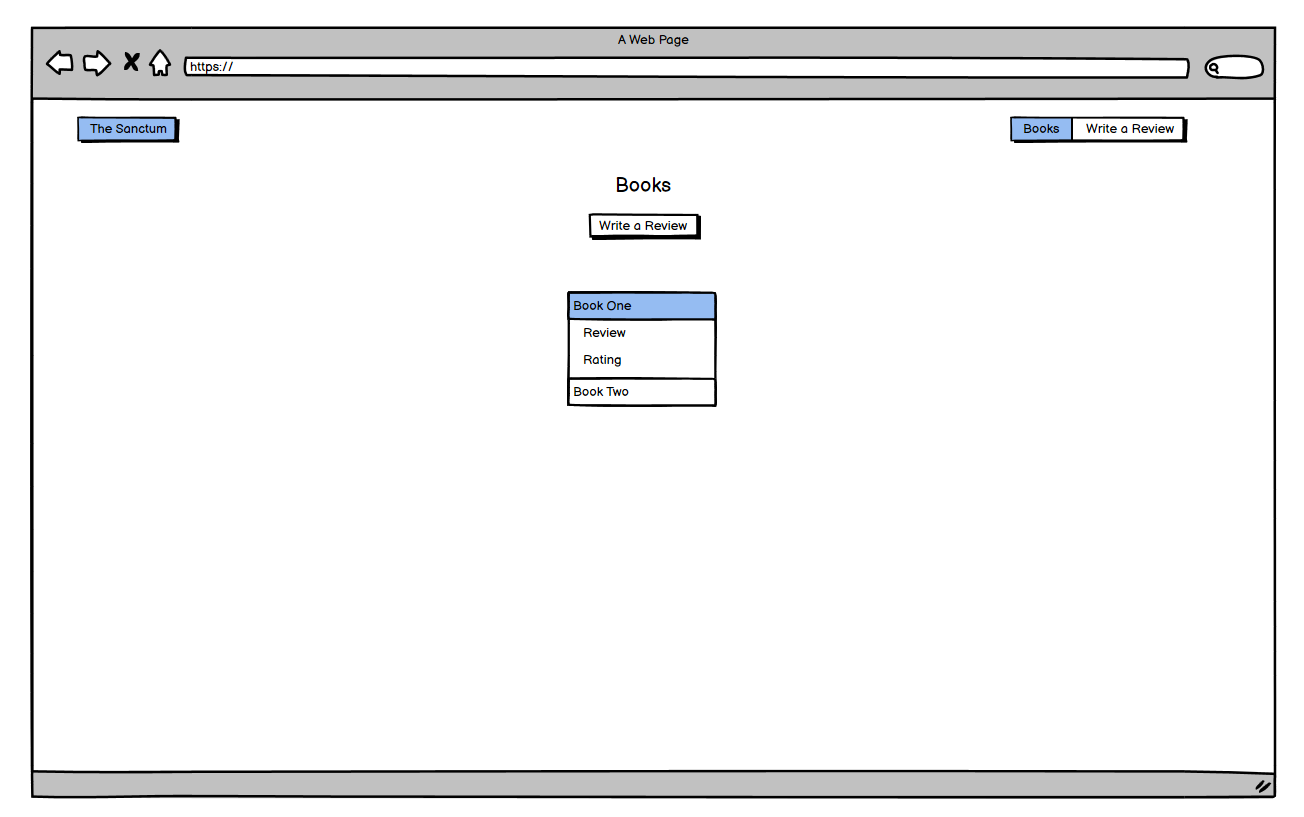 A Web Page
https://
The Sanctum
Books Write a Review
Books
Write a Review
Book One
Review
Rating
Book Two